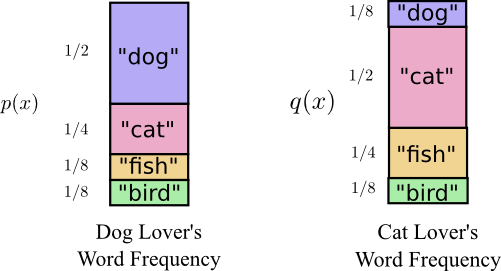 1/2
"dog"
p(x)
1/4
"cat"
1/8
"fish"
1/8
"bird"
Dog Lover's
Word Frequency
1/8
"dog"
1/2
"cat"
q(x)
1/4
"fish"
1/8
"bird"
Cat Lover's
Word Frequency